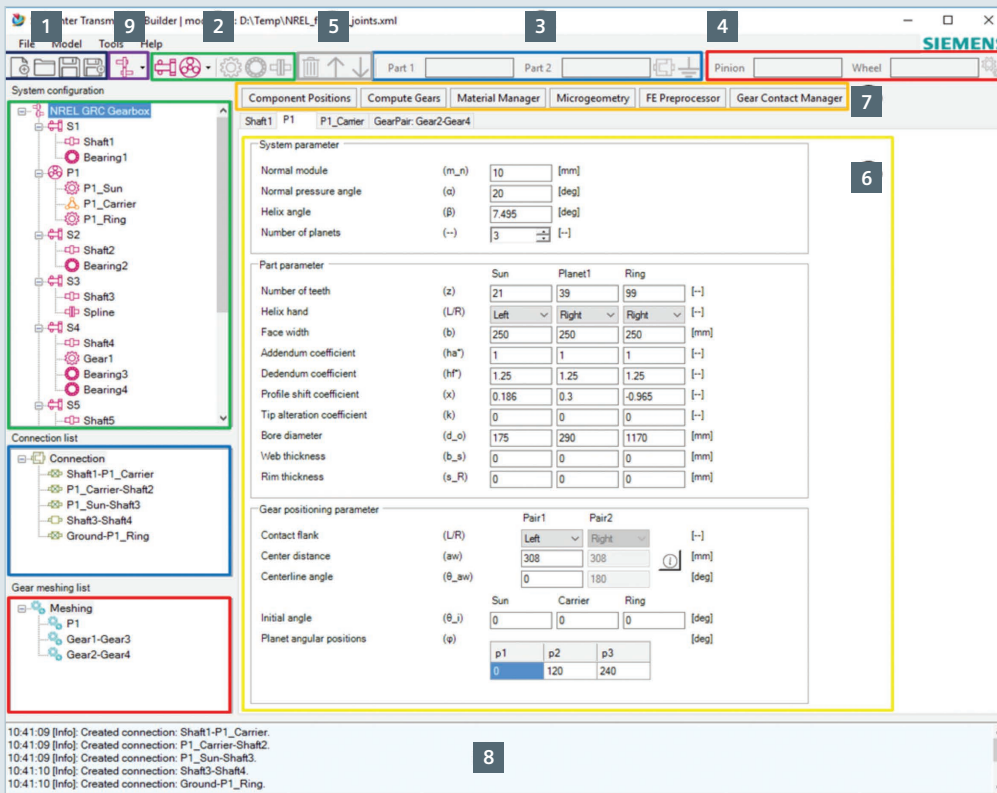 1 9 2 5 3 4
nter Transm Builder | mod : D:\Temp\NREL_f joints.xml
File Model Tools Help
SIEMENS
Part 1 Part 2 Pinion Wheel
System configuration
NREL GRC Gearbox
S1
Shaft1
Bearing1
P1
P1_Sun
P1_Carrier
P1_Ring
S2
Shaft2
Bearing2
S3
Shaft3
Spline
S4
Shaft4
Gear1
Bearing3
Bearing4
S5
Shaft5
Connection list
Connection
Shaft1-P1_Carrier
P1_Carrier-Shaft2
P1_Sun-Shaft3
Shaft3-Shaft4
Ground-P1_Ring
Gear meshing list
Meshing
P1
Gear1-Gear3
Gear2-Gear4
Component Positions Compute Gears Material Manager Microgeometry FE Preprocessor Gear Contact Manager 7
Shaft1 P1 P1_Carrier GearPair: Gear2-Gear4
6
System parameter
Normal module (m_n) 10 [mm]
Normal pressure angle (α) 20 [deg]
Helix angle (β) 7.495 [deg]
Number of planets (--) 3 [--]
Part parameter
Sun Planet1 Ring
Number of teeth (z) 21 39 99 [--]
Helix hand (L/R) Left Right Right [--]
Face width (b) 250 250 250 [mm]
Addendum coefficient (ha*) 1 1 1 [--]
Dedendum coefficient (hf*) 1.25 1.25 1.25 [--]
Profile shift coefficient (x) 0.186 0.3 -0.965 [--]
Tip alteration coefficient (k) 0 0 0 [--]
Bore diameter (d_o) 175 290 1170 [mm]
Web thickness (b_s) 0 0 0 [mm]
Rim thickness (s_R) 0 0 0 [mm]
Gear positioning parameter
Pair1 Pair2
Contact flank (L/R) Left Right [--]
Center distance (aw) 308 308 [mm]
Centerline angle (θ_aw) 0 180 [deg]
Sun Carrier Ring
Initial angle (θ_i) 0 0 0 [deg]
Planet angular positions (φ) [deg]
p1 p2 p3
0 120 240
10:41:09 [Info]: Created connection: Shaft1-P1_Carrier.
10:41:09 [Info]: Created connection: P1_Carrier-Shaft2.
10:41:09 [Info]: Created connection: P1_Sun-Shaft3.
10:41:10 [Info]: Created connection: Shaft3-Shaft4.
10:41:10 [Info]: Created connection: Ground-P1_Ring.
8